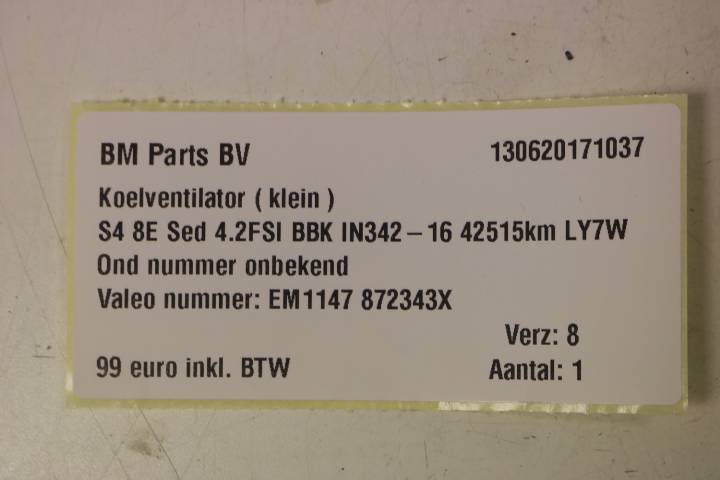 BM Parts BV 130620171037
Koelventilator ( klein )
S4 8E Sed 4.2FSI BBK IN342-16 42515km LY7W
Ond nummer onbekend
Valeo nummer: EM1147 872343X
Verz: 8
99 euro inkl. BTW Aantal: 1